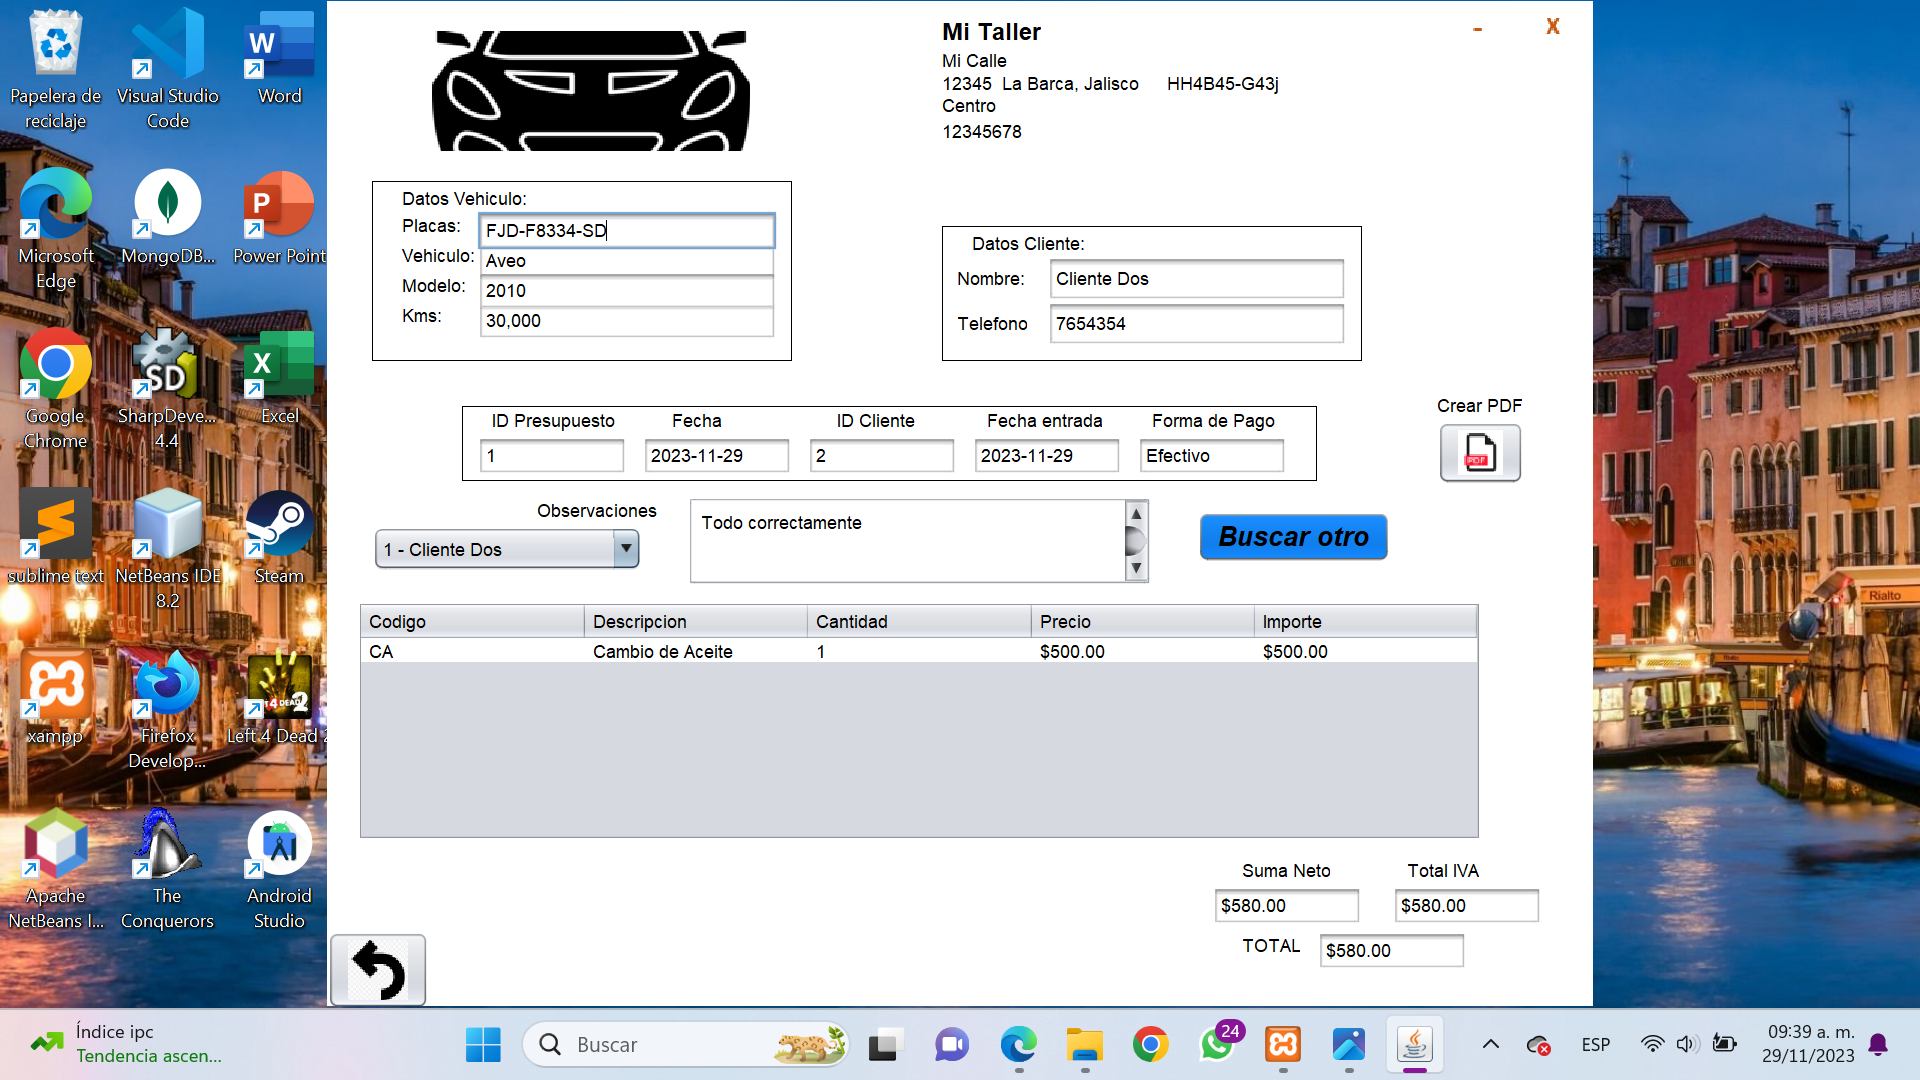 Papelera de
reciclaje
Visual Studio
Code
Word
Microsoft
Edge
MongoDB...
Power Point
Google
Chrome
SharpDeve...
4.4
Excel
sublime text
NetBeans IDE
8.2
Steam
xampp
Firefox
Develop...
Left 4 Dead 2
Apache
NetBeans I...
The
Conquerors
Android
Studio
Mi Taller
- X
Mi Calle
12345 La Barca, Jalisco HH4B45-G43j
Centro
12345678
Datos Vehiculo:
Placas: FJD-F8334-SD
Vehiculo: Aveo
Modelo: 2010
Kms: 30,000
Datos Cliente:
Nombre: Cliente Dos
Telefono 7654354
ID Presupuesto Fecha ID Cliente Fecha entrada Forma de Pago
1 2023-11-29 2 2023-11-29 Efectivo
Crear PDF
PDF
Observaciones
1 - Cliente Dos
Todo correctamente
Buscar otro
Codigo Descripcion Cantidad Precio Importe
CA Cambio de Aceite 1 $500.00 $500.00
Suma Neto Total IVA
$580.00 $580.00
TOTAL $580.00
Rialto
Índice ipc
Tendencia ascen...
Buscar
24
ESP
09:39 a. m.
29/11/2023